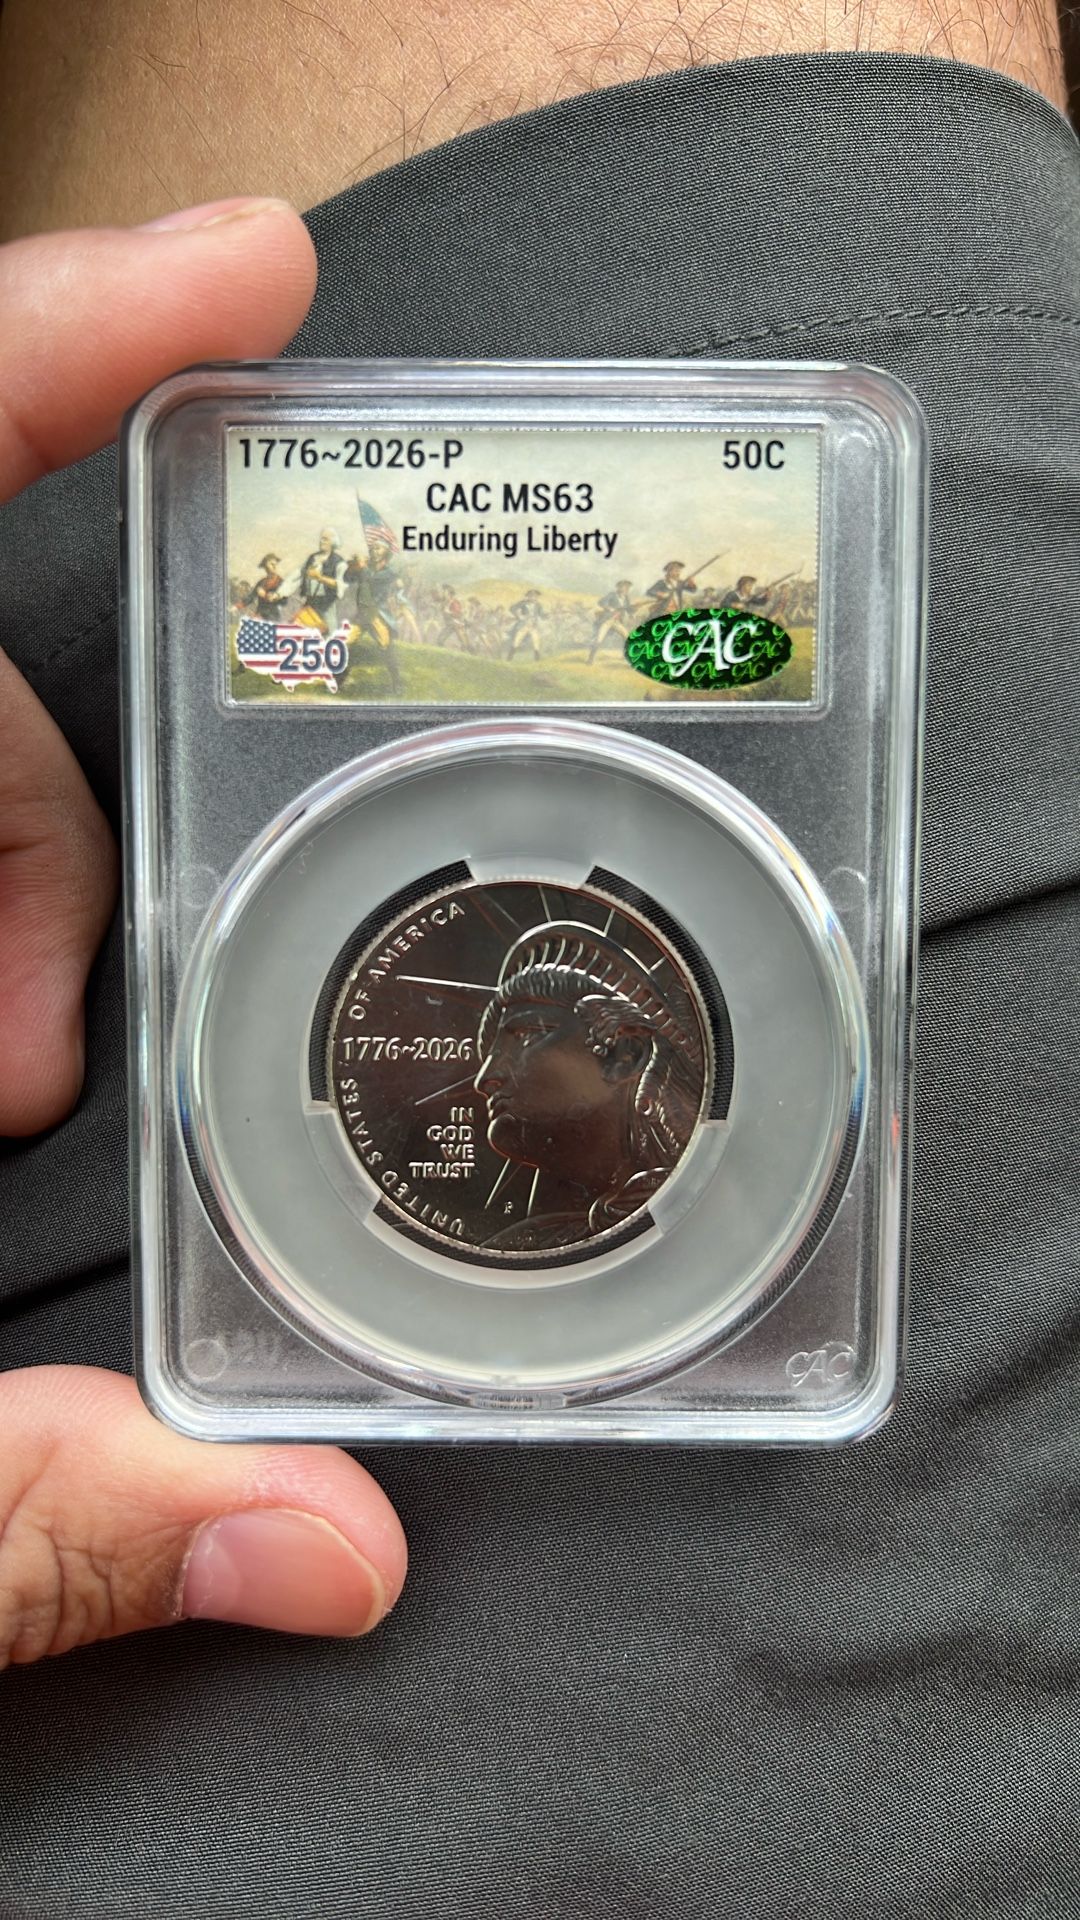 1776~2026-P 50C
CAC MS63
Enduring Liberty
250
CAC
UNITED STATES OF AMERICA
1776~2026
IN
GOD
WE
TRUST
P
CAC